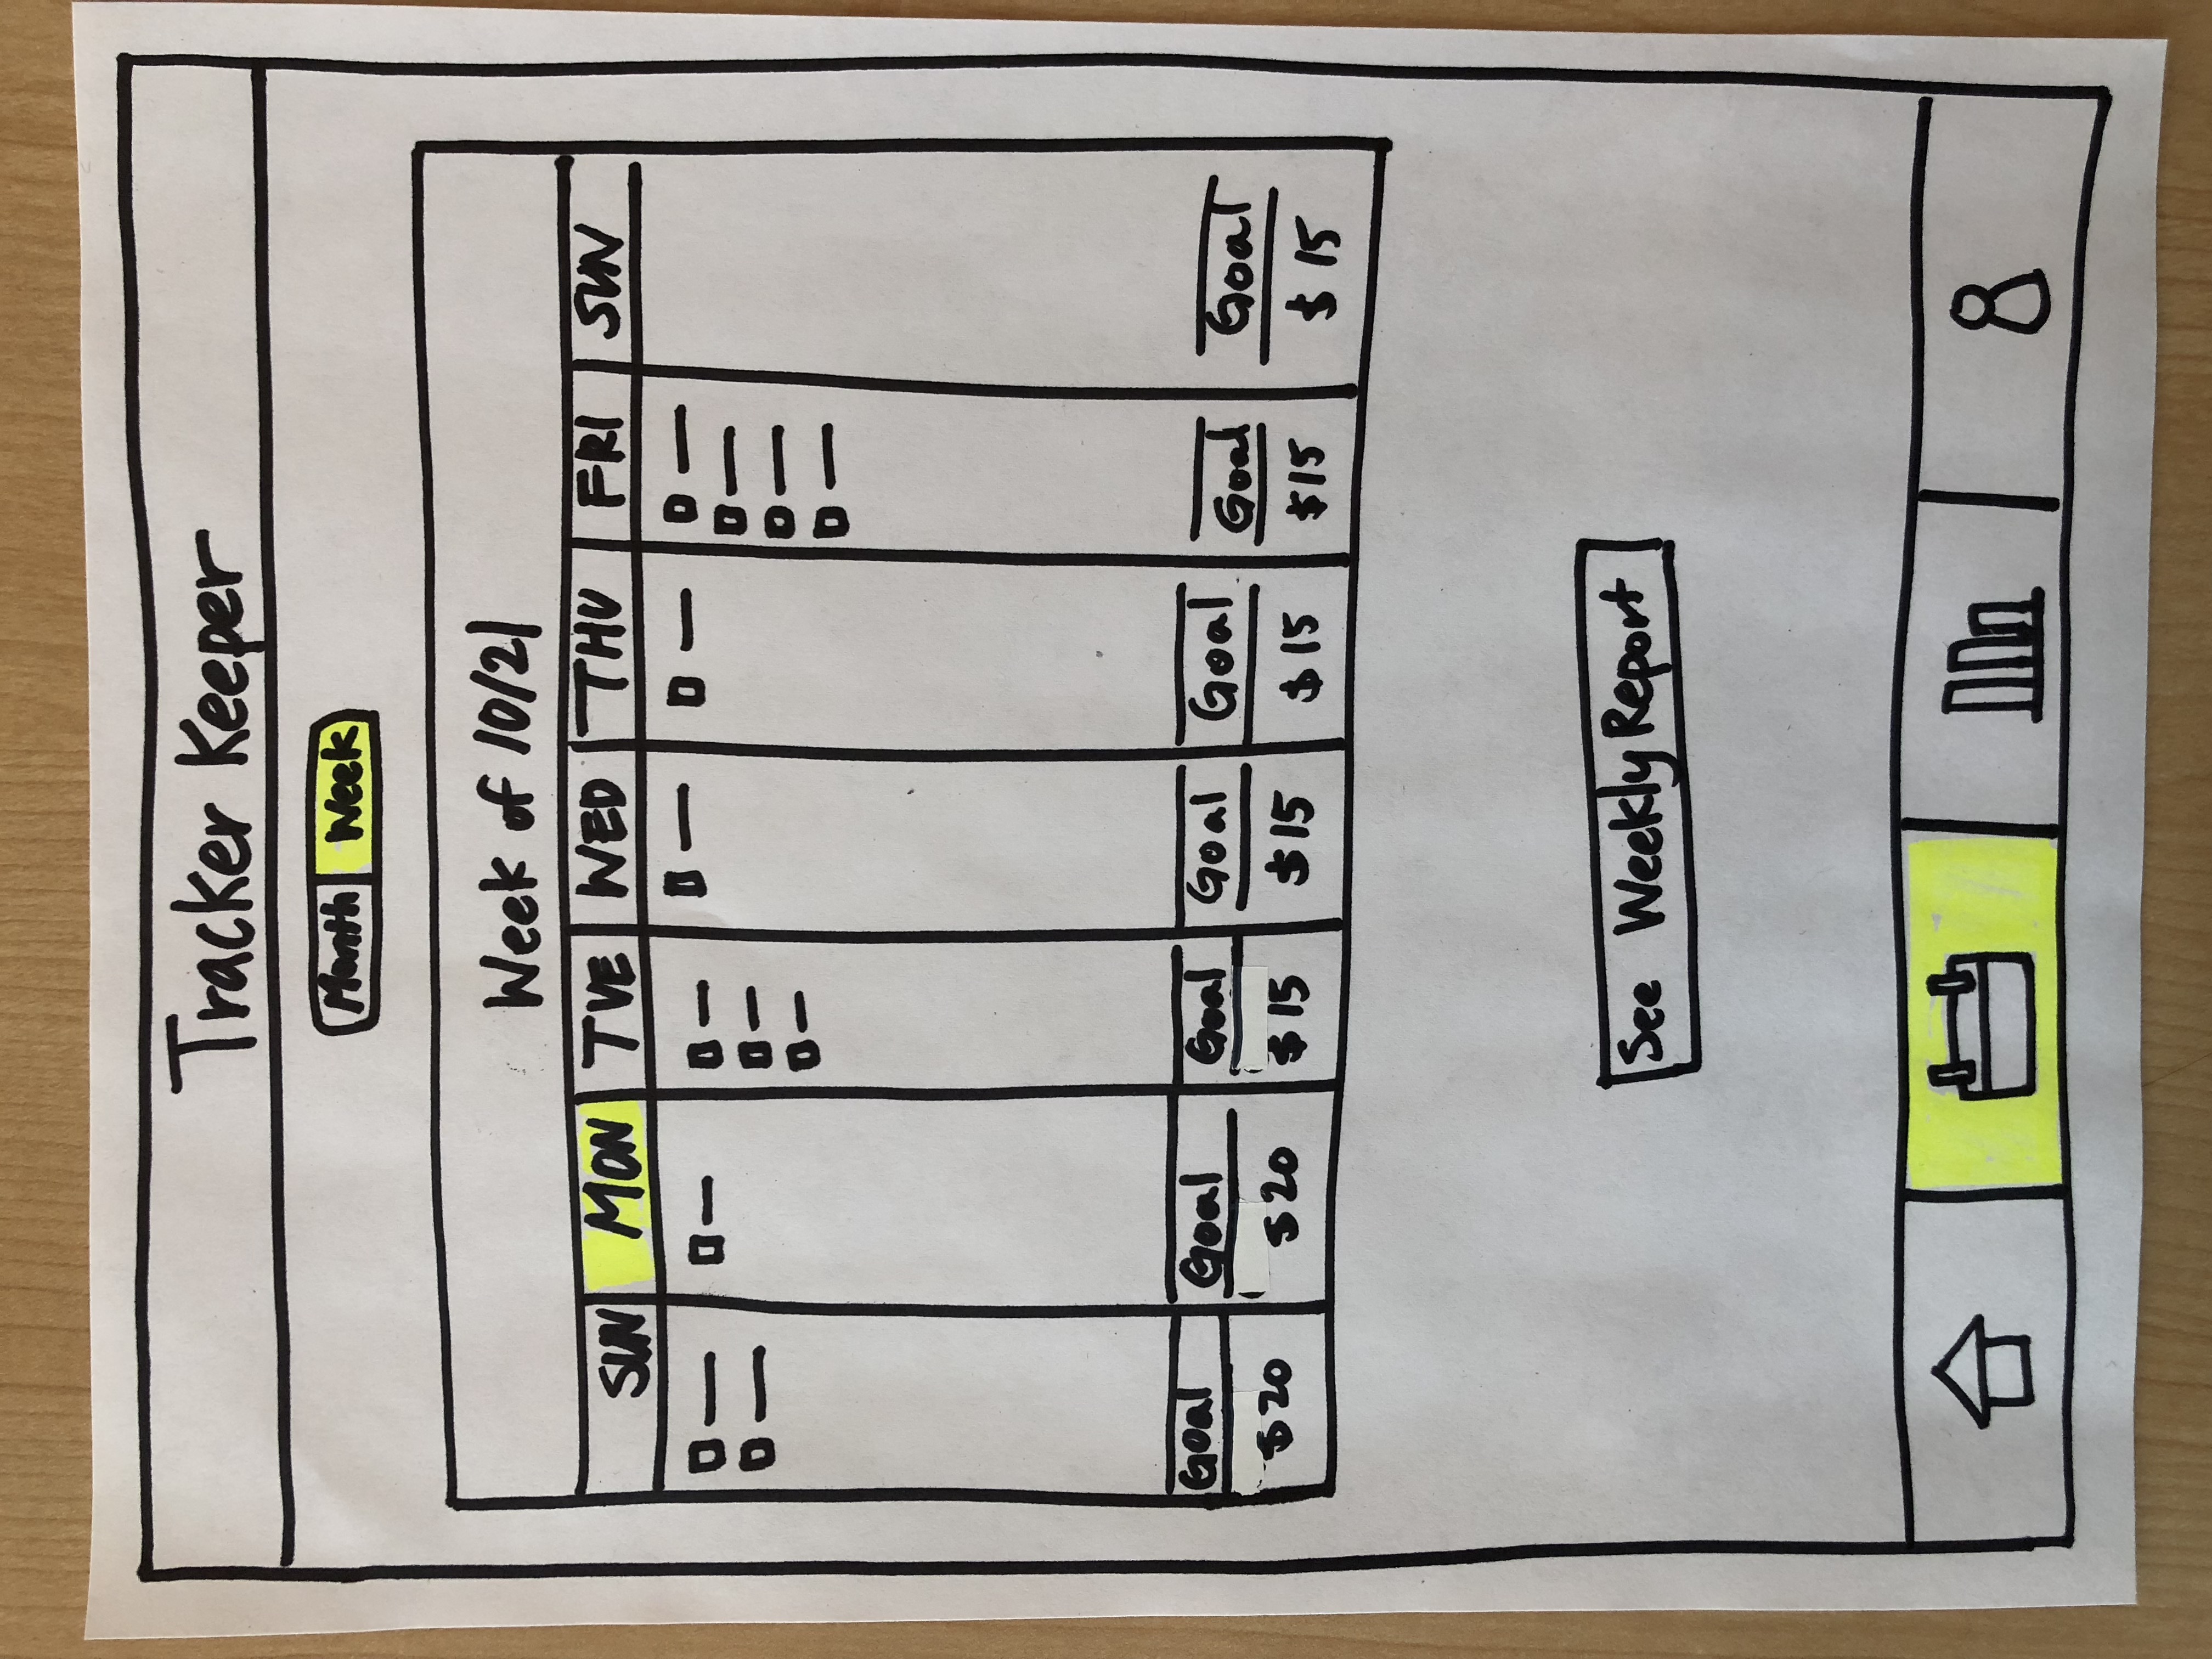 Tracker Keeper
Month Week
Week of 10/21
SUN MON TUE WED THU FRI SUN
Goal Goal Goal Goal Goal Goal Goal
$20 $20 $15 $15 $15 $15 $15
See Weekly Report